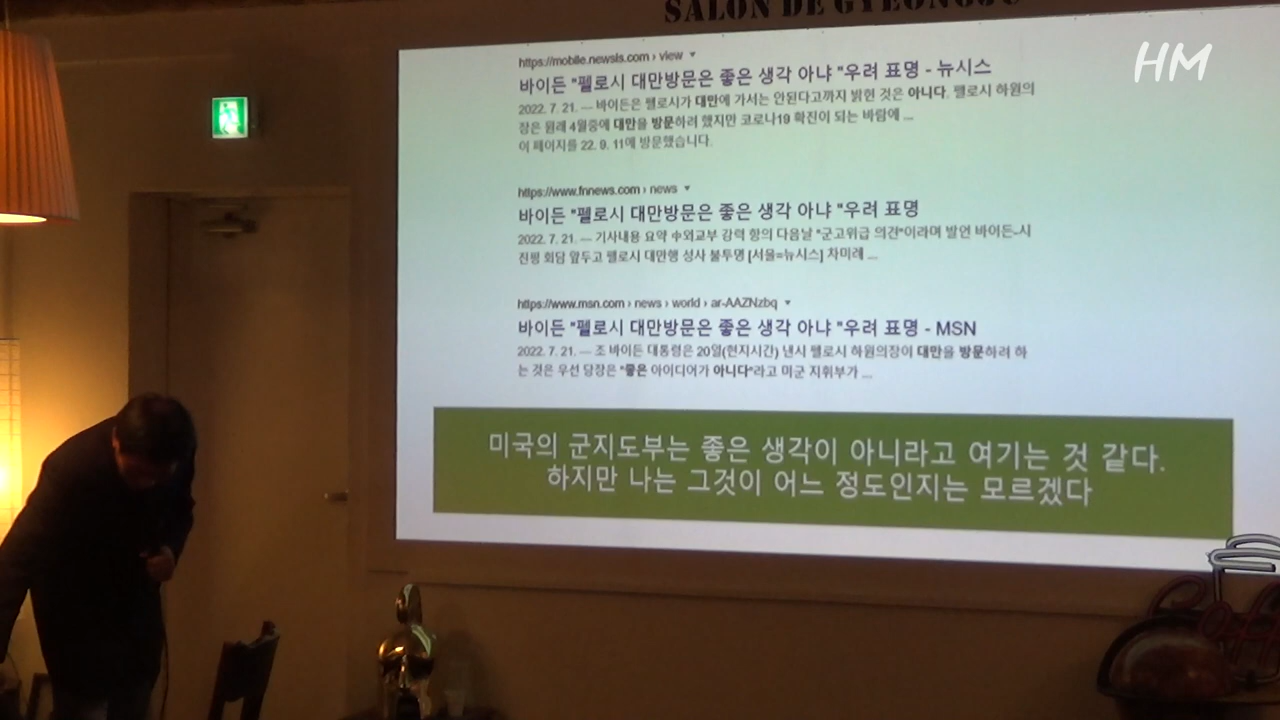 SALON DE GYEONGJU
HM
https://mobile.newsis.com › view
바이든 "펠로시 대만방문은 좋은 생각 아냐 "우려 표명 - 뉴시스
2022. 7. 21. — 바이든은 펠로시가 대만에 가서는 안된다고까지 밝힌 것은 아니다. 펠로시 하원의
장은 원래 4월중에 대만을 방문하려 했지만 코로나19 확진이 되는 바람에 ...
이 페이지를 22. 9. 11에 방문했습니다.
https://www.fnnews.com › news
바이든 "펠로시 대만방문은 좋은 생각 아냐 "우려 표명
2022. 7. 21. — 기사내용 요약 中외교부 강력 항의 다음날 "군고위급 의견"이라며 발언 바이든-시
진핑 회담 앞두고 펠로시 대만행 성사 불투명 [서울=뉴시스] 차미례 ...
https://www.msn.com › news › world › ar-AAZNzbq
바이든 "펠로시 대만방문은 좋은 생각 아냐 "우려 표명 - MSN
2022. 7. 21. — 조 바이든 대통령은 20일(현지시간) 낸시 펠로시 하원의장이 대만을 방문하려 하
는 것은 우선 당장은 "좋은 아이디어가 아니다"라고 미군 지휘부가 ...
미국의 군지도부는 좋은 생각이 아니라고 여기는 것 같다.
하지만 나는 그것이 어느 정도인지는 모르겠다